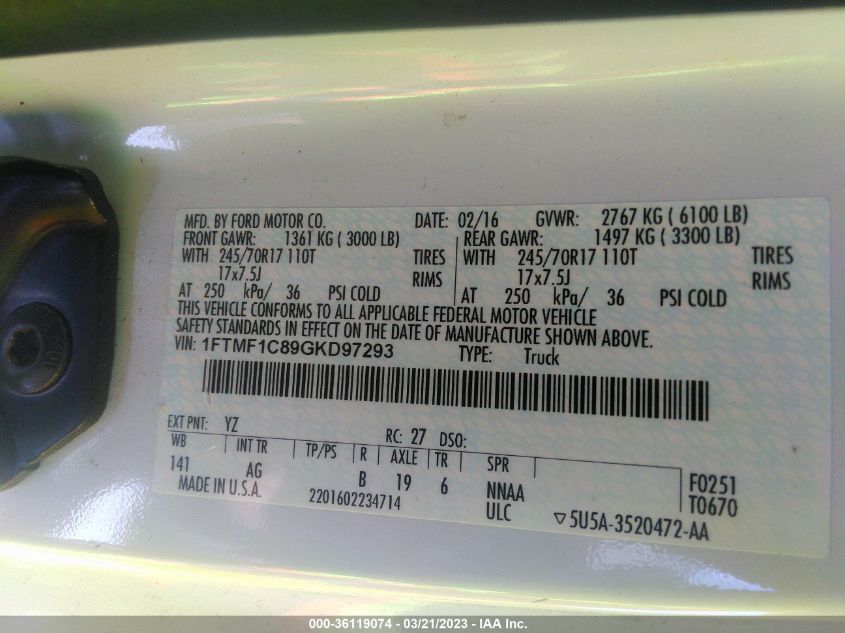 MFD. BY FORD MOTOR CO. DATE: 02/16 GVWR: 2767 KG ( 6100 LB)
FRONT GAWR: 1361 KG ( 3000 LB) REAR GAWR: 1497 KG ( 3300 LB)
WITH 245/70R17 110T TIRES WITH 245/70R17 110T TIRES
17x7.5J RIMS 17x7.5J RIMS
AT 250 kPa/ 36 PSI COLD AT 250 kPa/ 36 PSI COLD
THIS VEHICLE CONFORMS TO ALL APPLICABLE FEDERAL MOTOR VEHICLE
SAFETY STANDARDS IN EFFECT ON THE DATE OF MANUFACTURE SHOWN ABOVE.
VIN: 1FTMF1C89GKD97293 TYPE: Truck
EXT PNT: YZ RC: 27 DSO:
WB INT TR TP/PS R AXLE TR SPR
141 AG B 19 6 NNAA F0251
MADE IN U.S.A. 2201602234714 ULC T0670
▽5U5A-3520472-AA
000-36119074 - 03/21/2023 - IAA Inc.